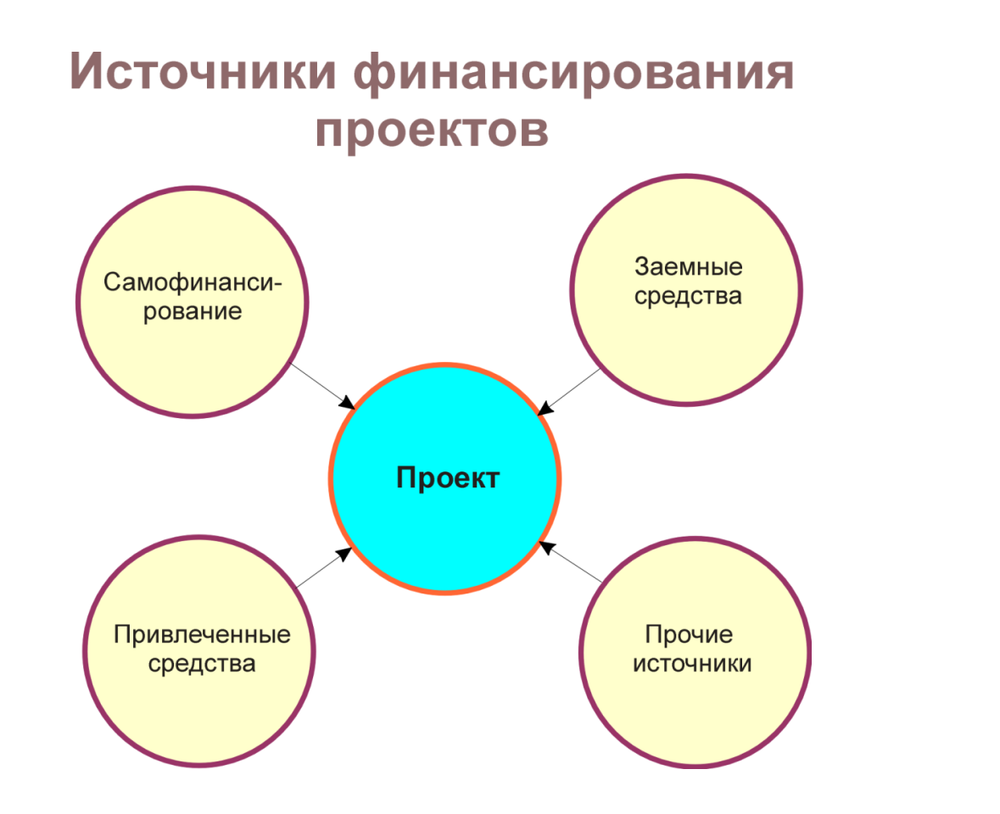 Источники финансирования
проектов
Самофинанси-
рование
Заемные
средства
Проект
Привлеченные
средства
Прочие
источники